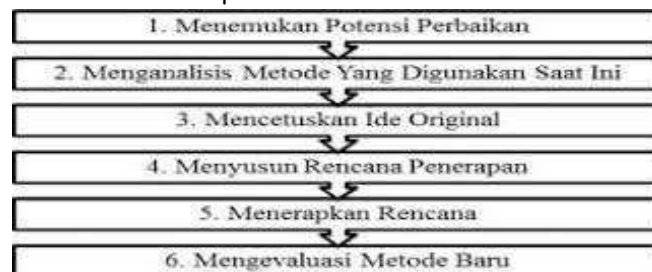 1. Menemukan Potensi Perbaikan
2. Menganalisis Metode Yang Digunakan Saat Ini
3. Mencetuskan Ide Original
4. Menyusun Rencana Penerapan
5. Menerapkan Rencana
6. Mengevaluasi Metode Baru